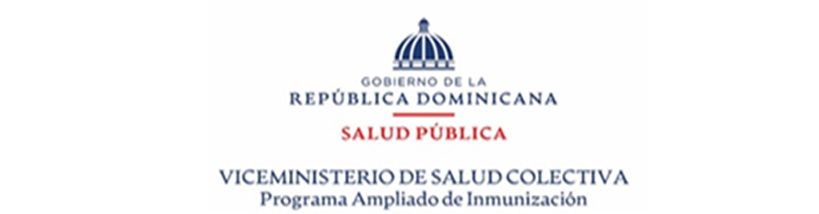 GOBIERNO DE LA
REPÚBLICA DOMINICANA
SALUD PÚBLICA
VICEMINISTERIO DE SALUD COLECTIVA
Programa Ampliado de Inmunización